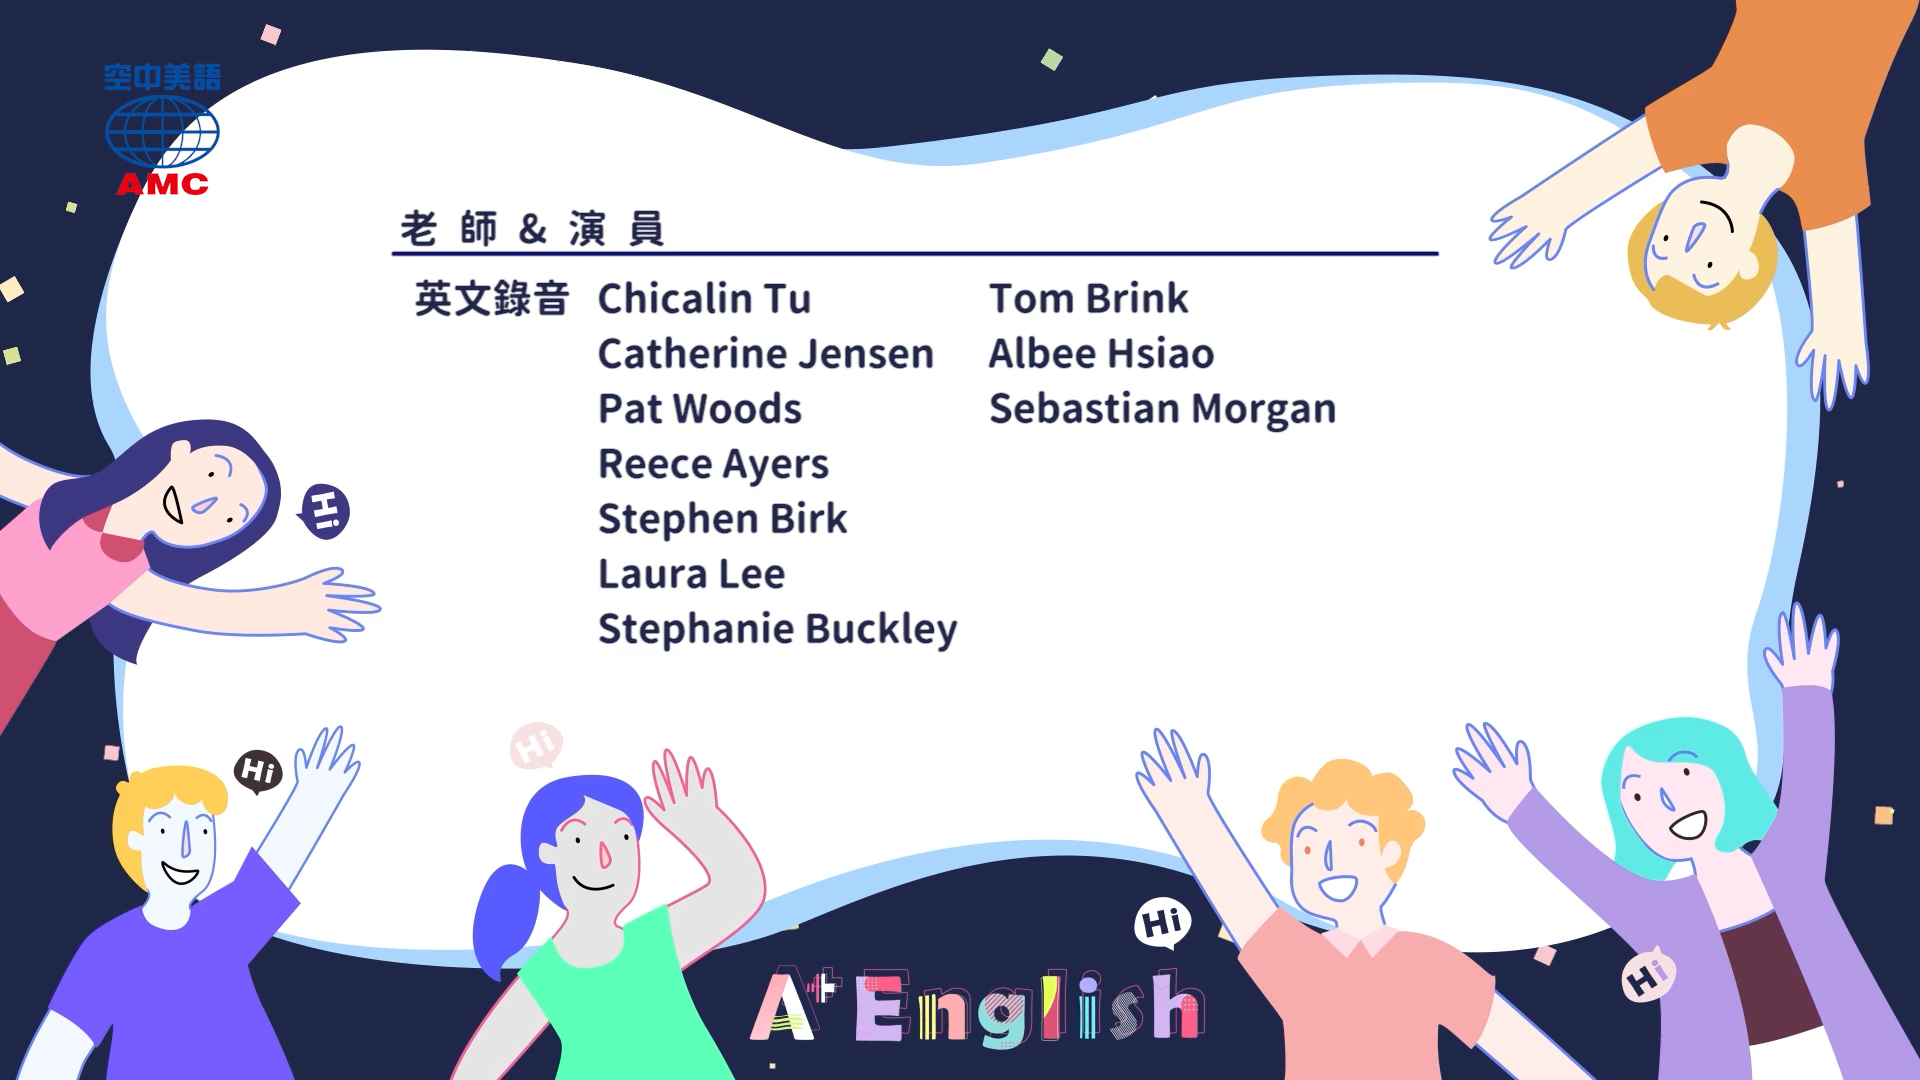 空中美語
AMC
老師&演員
英文錄音 Chicalin Tu Tom Brink
Catherine Jensen Albee Hsiao
Pat Woods Sebastian Morgan
Reece Ayers
Stephen Birk
Laura Lee
Stephanie Buckley
Hi
Hi
Hi
Hi
Hi
A+ English